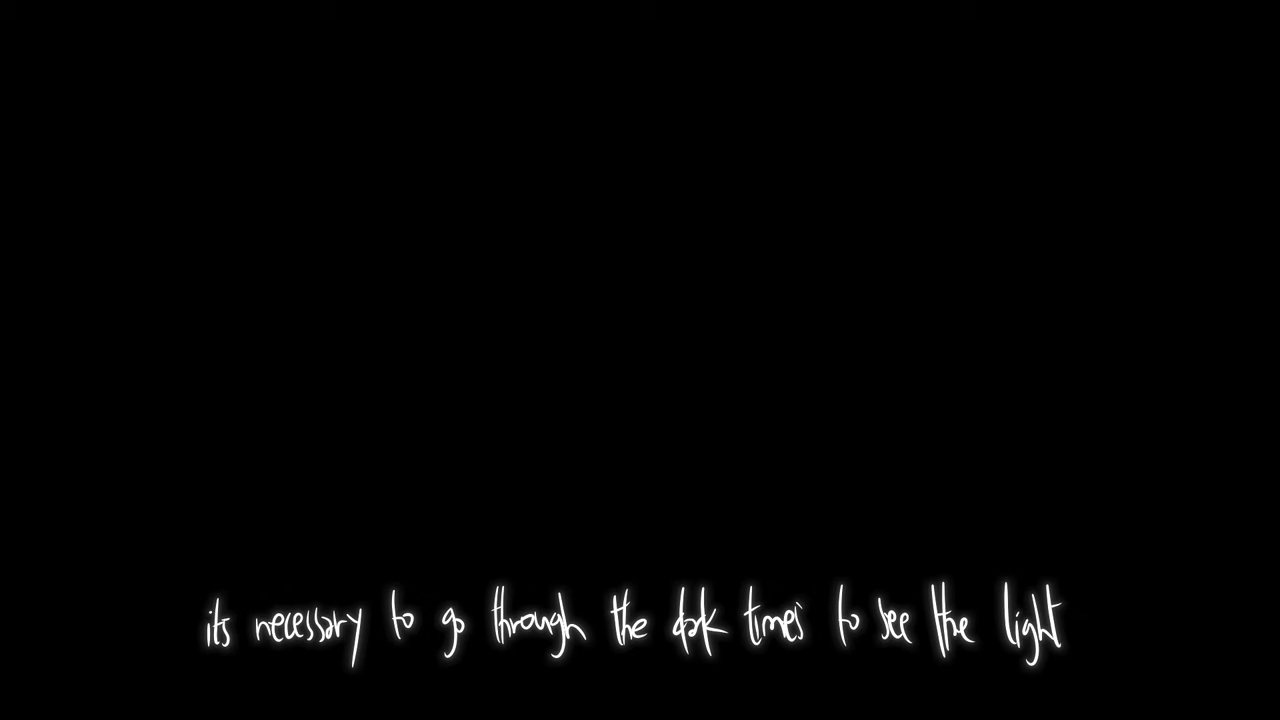 its necessary to go through the dark times to see the light